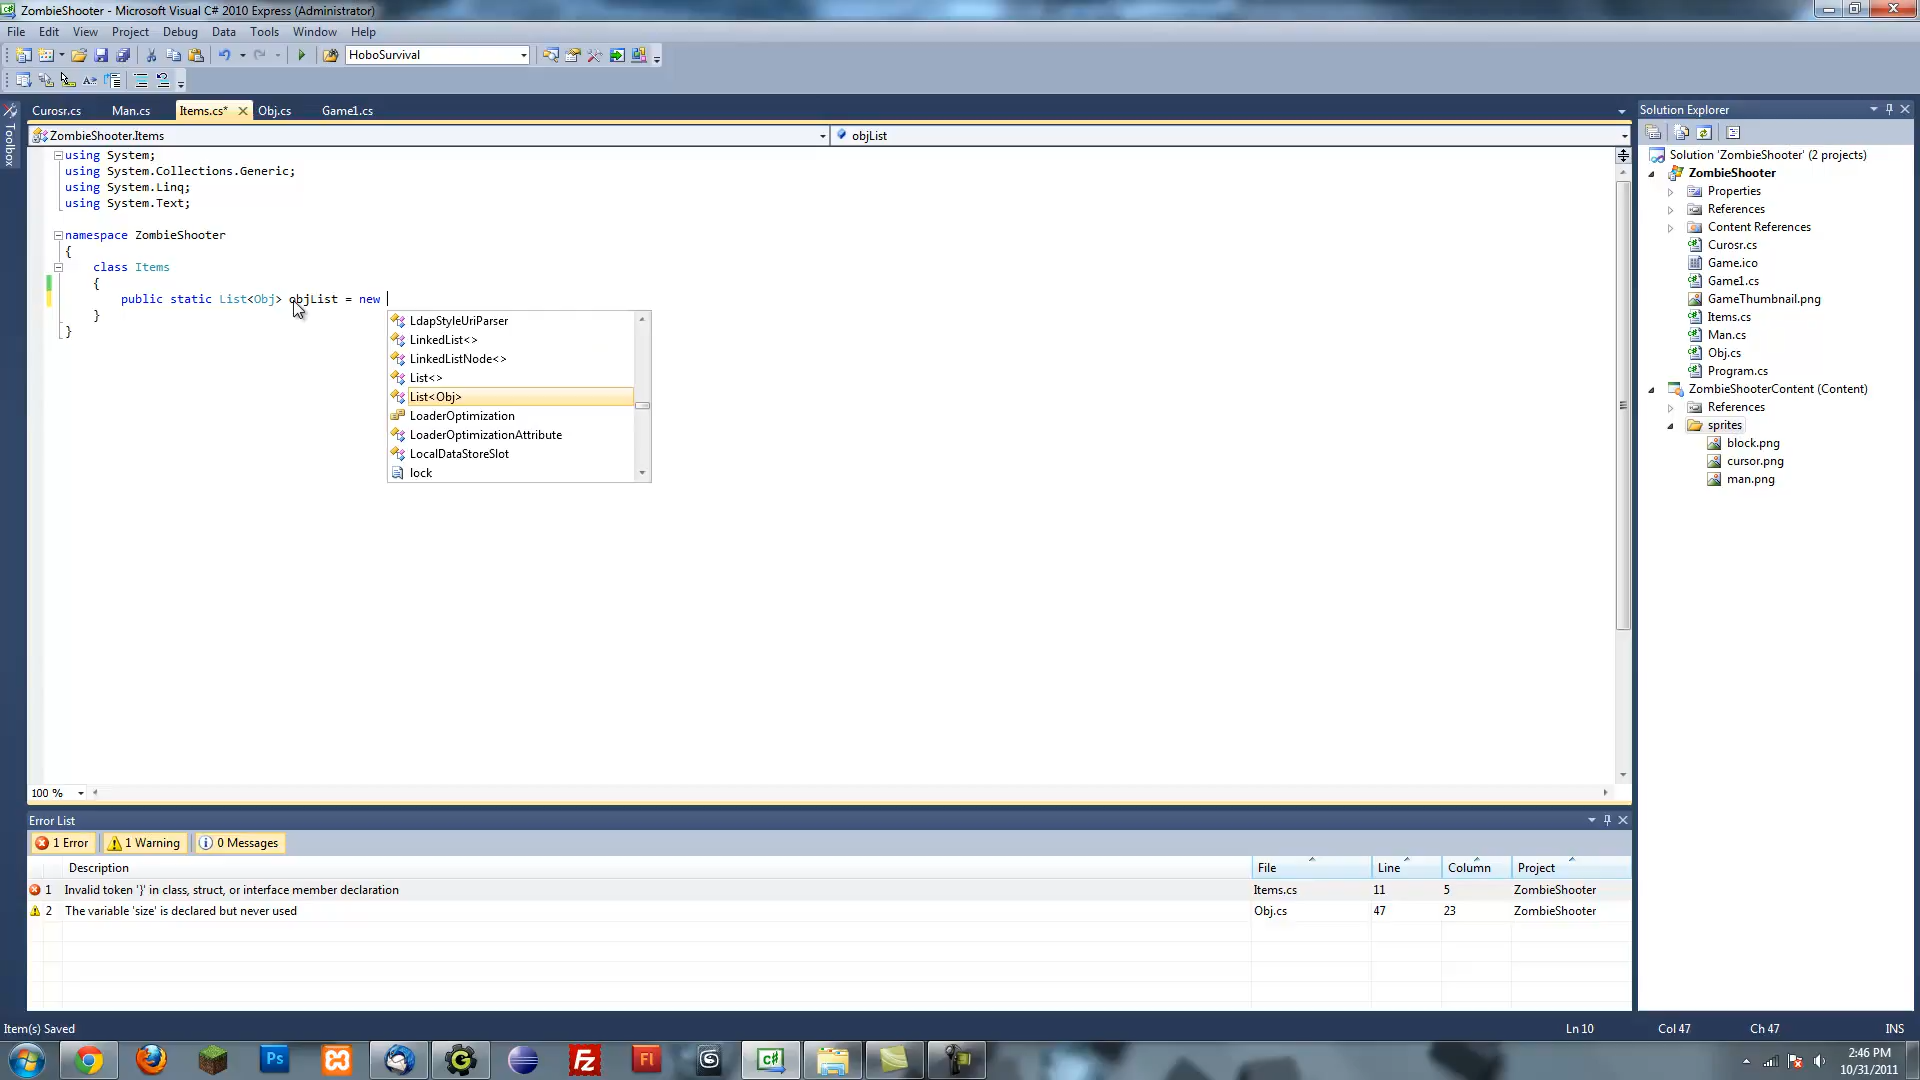 ZombieShooter - Microsoft Visual C# 2010 Express (Administrator)
File Edit View Project Debug Data Tools Window Help
HoboSurvival
Curosr.cs Man.cs Items.cs* Obj.cs Game1.cs
Toolbox
ZombieShooter.Items objList
using System;
using System.Collections.Generic;
using System.Linq;
using System.Text;
namespace ZombieShooter
{
class Items
{
public static List<Obj> objList = new
}
}
LdapStyleUriParser
LinkedList<>
LinkedListNode<>
List<>
List<Obj>
LoaderOptimization
LoaderOptimizationAttribute
LocalDataStoreSlot
lock
100 %
Solution Explorer
Solution 'ZombieShooter' (2 projects)
ZombieShooter
Properties
References
Content References
Curosr.cs
Game.ico
Game1.cs
GameThumbnail.png
Items.cs
Man.cs
Obj.cs
Program.cs
ZombieShooterContent (Content)
References
sprites
block.png
cursor.png
man.png
Error List
1 Error 1 Warning 0 Messages
Description File Line Column Project
1 Invalid token '}' in class, struct, or interface member declaration Items.cs 11 5 ZombieShooter
2 The variable 'size' is declared but never used Obj.cs 47 23 ZombieShooter
Item(s) Saved Ln 10 Col 47 Ch 47 INS
Ps Fz Fl C#
2:46 PM
10/31/2011